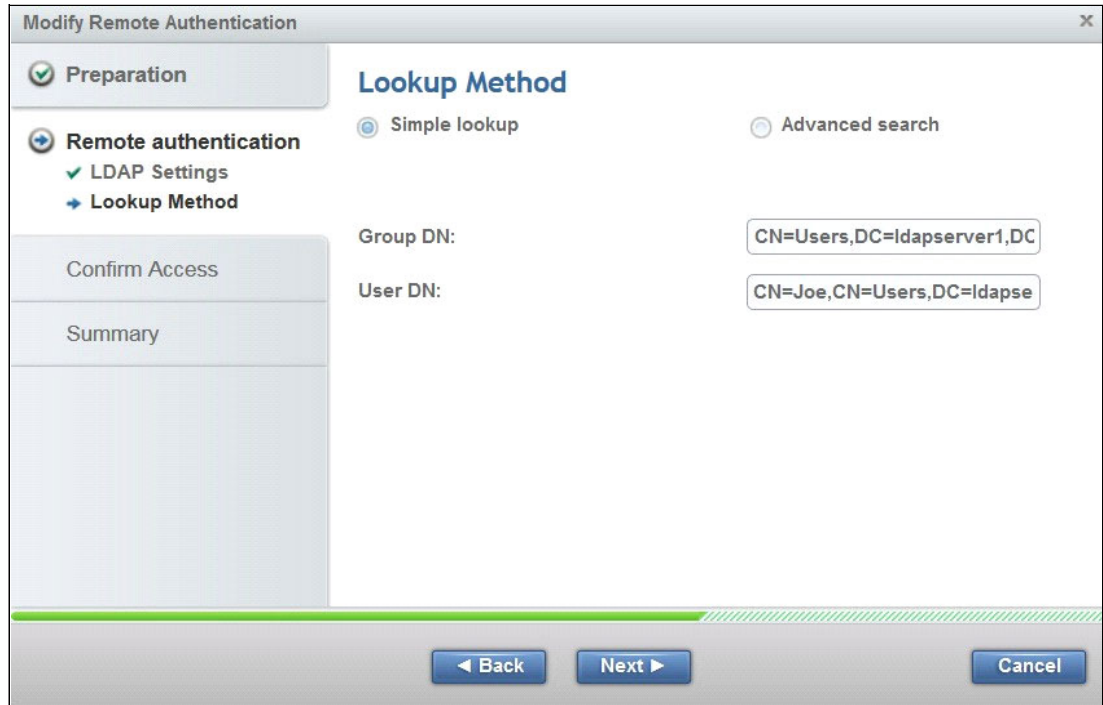 Modify Remote Authentication
x
Preparation
Remote authentication
LDAP Settings
Lookup Method
Confirm Access
Summary
Lookup Method
Simple lookup
Advanced search
Group DN:
CN=Users,DC=ldapserver1,DC
User DN:
CN=Joe,CN=Users,DC=ldapse
Back
Next
Cancel